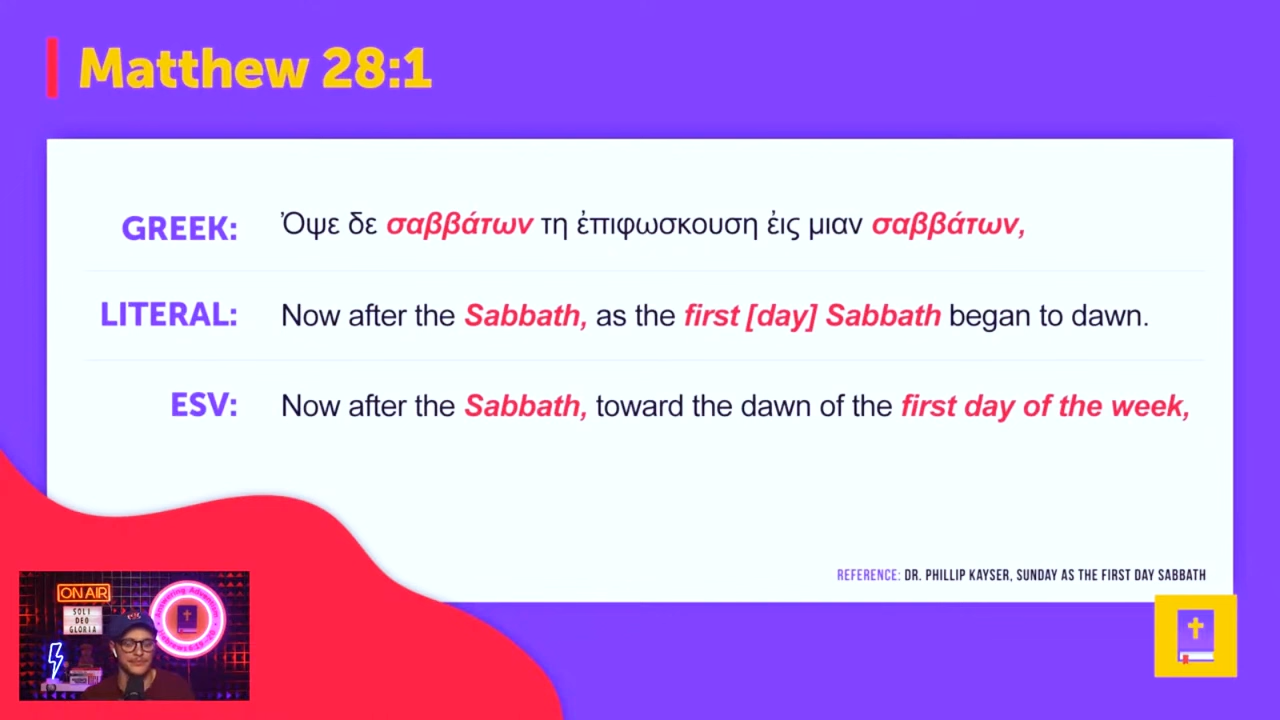 Matthew 28:1
GREEK: Ὀψε δε σαββάτων τη ἐπιφωσκουση ἐις μιαν σαββάτων,
LITERAL: Now after the Sabbath, as the first [day] Sabbath began to dawn.
ESV: Now after the Sabbath, toward the dawn of the first day of the week,
REFERENCE: DR. PHILLIP KAYSER, SUNDAY AS THE FIRST DAY SABBATH
ON AIR
SOLI
DEO
GLORIA